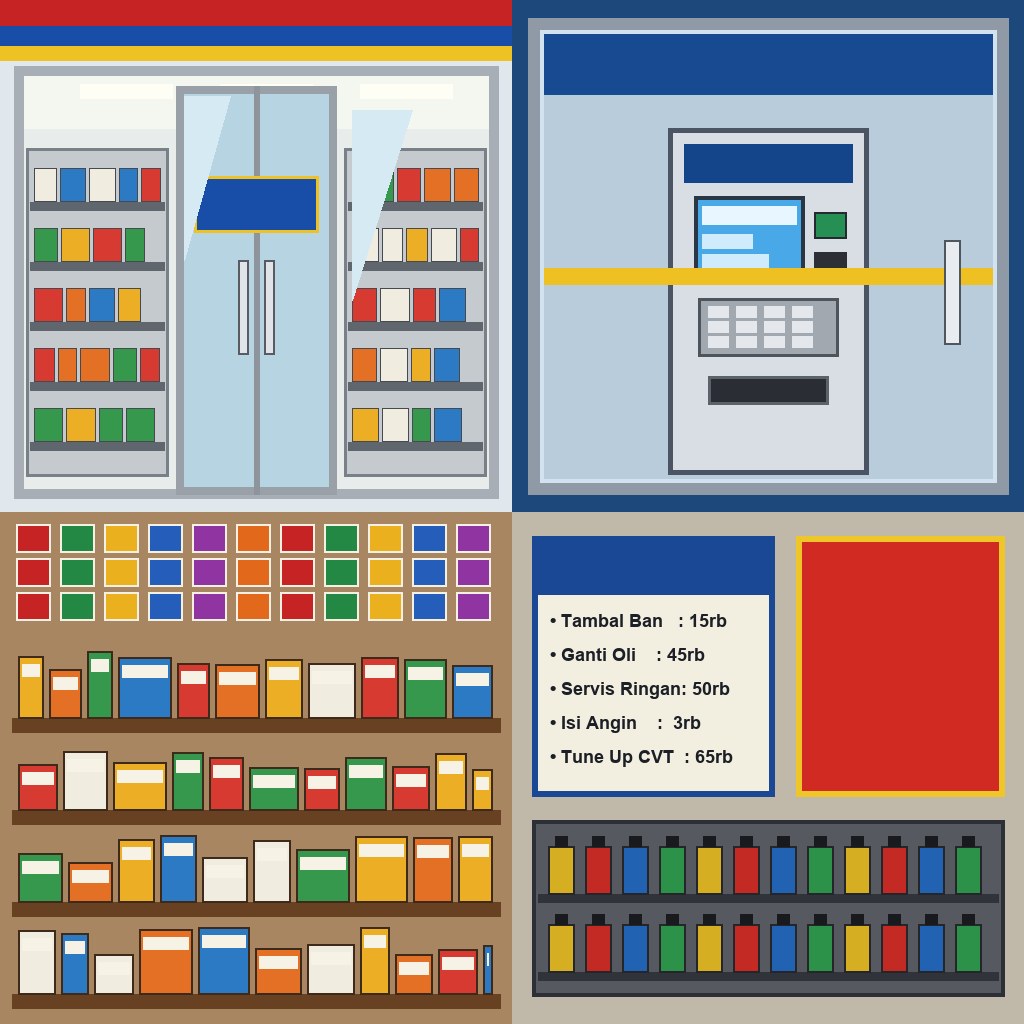 • Tambal Ban   : 15rb
• Ganti Oli    : 45rb
• Servis Ringan: 50rb
• Isi Angin    :  3rb
• Tune Up CVT  : 65rb